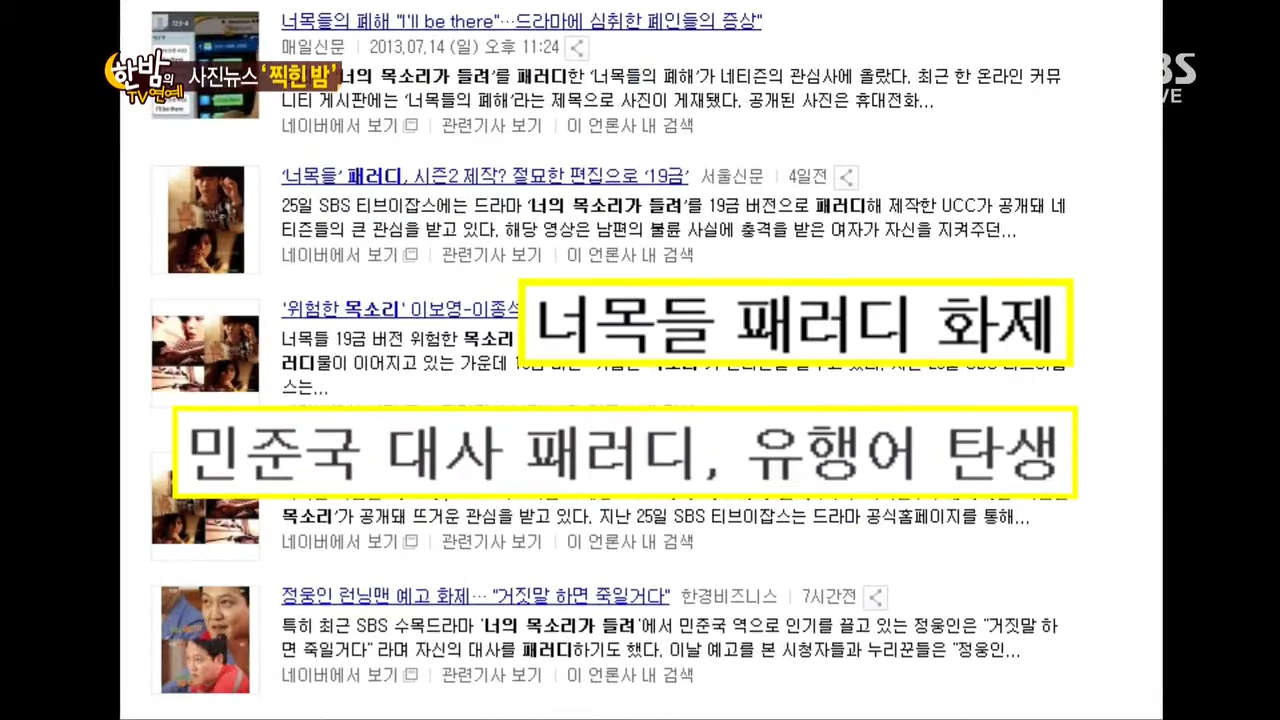 너목들의 폐해 "I'll be there"…드라마에 심취한 폐인들의 증상"
매일신문 | 2013.07.14 (일) 오후 11:24
한밤의 TV연예
사진뉴스 '찍힌 밤'
SBS
LIVE
너의 목소리가 들려'를 패러디한 '너목들의 폐해'가 네티즌의 관심사에 올랐다. 최근 한 온라인 커뮤
니티 게시판에는 '너목들의 폐해'라는 제목으로 사진이 게재됐다. 공개된 사진은 휴대전화...
네이버에서 보기 | 관련기사 보기 | 이 언론사 내 검색
'너목들' 패러디, 시즌2 제작? 절묘한 편집으로 '19금' 서울신문 | 4일전
25일 SBS 티브이잡스에는 드라마 '너의 목소리가 들려'를 19금 버전으로 패러디해 제작한 UCC가 공개돼 네
티즌들의 큰 관심을 받고 있다. 해당 영상은 남편의 불륜 사실에 충격을 받은 여자가 자신을 지켜주던...
네이버에서 보기 | 관련기사 보기 | 이 언론사 내 검색
'위험한 목소리' 이보영-이종석
너목들 패러디 화제
너목들 19금 버전 위험한 목소리
러디물이 이어지고 있는 가운데
스는...
민준국 대사 패러디, 유행어 탄생
목소리'가 공개돼 뜨거운 관심을 받고 있다. 지난 25일 SBS 티브이잡스는 드라마 공식홈페이지를 통해...
네이버에서 보기 | 관련기사 보기 | 이 언론사 내 검색
정웅인 런닝맨 예고 화제… "거짓말 하면 죽일거다" 한경비즈니스 | 7시간전
특히 최근 SBS 수목드라마 '너의 목소리가 들려'에서 민준국 역으로 인기를 끌고 있는 정웅인은 "거짓말 하
면 죽일거다" 라며 자신의 대사를 패러디하기도 했다. 이날 예고를 본 시청자들과 누리꾼들은 "정웅인...
네이버에서 보기 | 관련기사 보기 | 이 언론사 내 검색